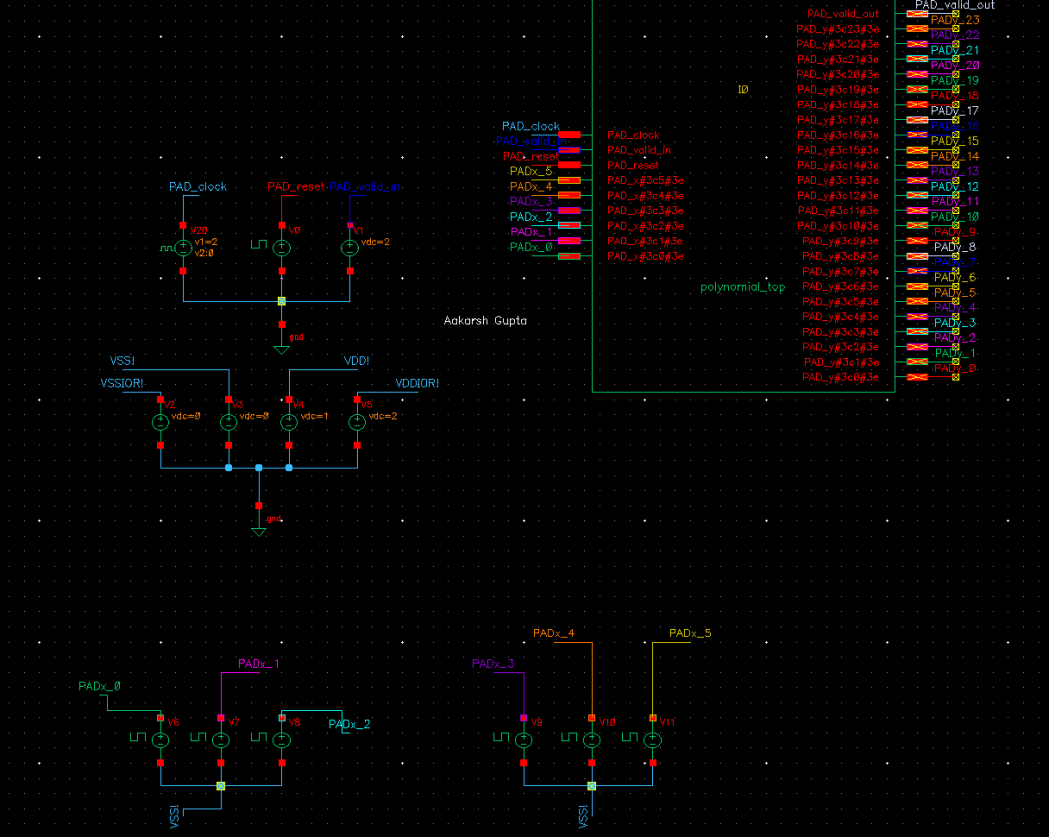 PAD_valid_out
PAD_valid_out
PAD_y#3c23#3e
PADy_23
PAD_y#3c22#3e
PADy_22
PAD_y#3c21#3e
PADy_21
PAD_y#3c20#3e
PADy_20
PAD_y#3c19#3e
PADy_19
I0
PAD_y#3c18#3e
PADy_18
PAD_y#3c17#3e
PADy_17
PAD_clock
PAD_clock
PAD_y#3c16#3e
PADy_16
PAD_valid_in
PAD_valid_in
PAD_y#3c15#3e
PADy_15
PAD_reset
PAD_reset
PAD_y#3c14#3e
PADy_14
PADx_5
PAD_x#3c5#3e
PAD_y#3c13#3e
PADy_13
PADx_4
PAD_x#3c4#3e
PAD_y#3c12#3e
PADy_12
PADx_3
PAD_x#3c3#3e
PAD_y#3c11#3e
PADy_11
PADx_2
PAD_x#3c2#3e
PAD_y#3c10#3e
PADy_10
PADx_1
PAD_x#3c1#3e
PAD_y#3c9#3e
PADy_9
PADx_0
PAD_x#3c0#3e
PAD_y#3c8#3e
PADy_8
PAD_y#3c7#3e
PADy_7
PAD_y#3c6#3e
PADy_6
polynomial_top
PAD_y#3c5#3e
PADy_5
PAD_y#3c4#3e
PADy_4
PAD_y#3c3#3e
PADy_3
PAD_y#3c2#3e
PADy_2
PAD_y#3c1#3e
PADy_1
PAD_y#3c0#3e
PADy_0
PAD_clock
PAD_reset
PAD_valid_in
V20
v1=2
v2:0
V0
V1
vdc=2
gnd
Aakarsh Gupta
VSS!
VDD!
VSSIOR!
VDDIOR!
V2
vdc=0
V3
vdc=0
V4
vdc=1
V5
vdc=2
gnd
PADx_0
PADx_1
PADx_2
V6
V7
V8
VSS!
PADx_3
PADx_4
PADx_5
V9
V10
V11
VSS!